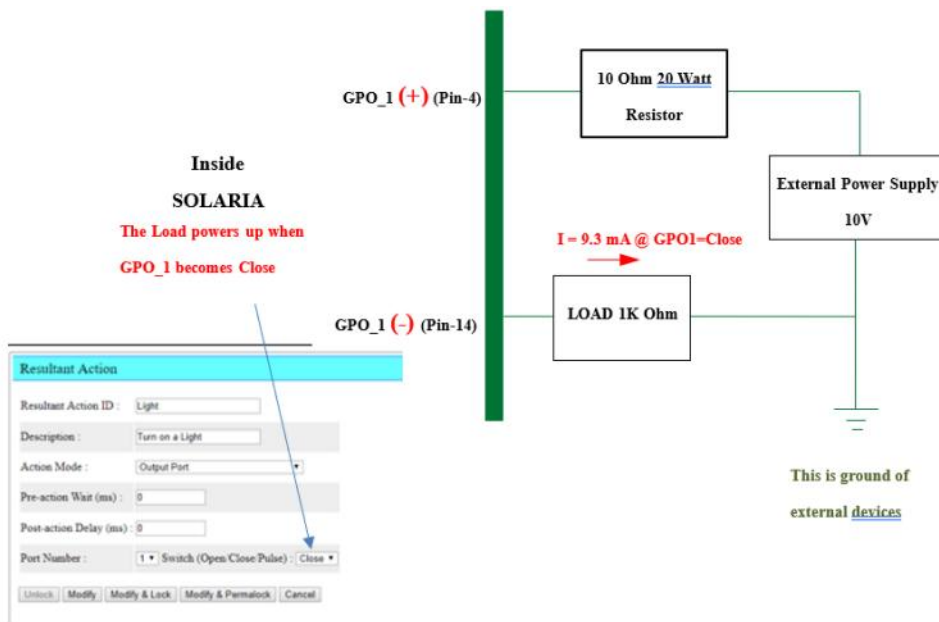 GPO_1 (+) (Pin-4)
10 Ohm 20 Watt
Resistor
External Power Supply
10V
Inside
SOLARIA
The Load powers up when
GPO_1 becomes Close
I = 9.3 mA @ GPO1=Close
LOAD 1K Ohm
GPO_1 (-) (Pin-14)
This is ground of
external devices
Resultant Action
Resultant Action ID : Light
Description : Turn on a Light
Action Mode : Output Port
Pre-action Wait (ms) : 0
Post-action Delay (ms) : 0
Port Number : 1 Switch (Open/Close/Pulse) : Close
Unlock Modify Modify & Lock Modify & Permalock Cancel